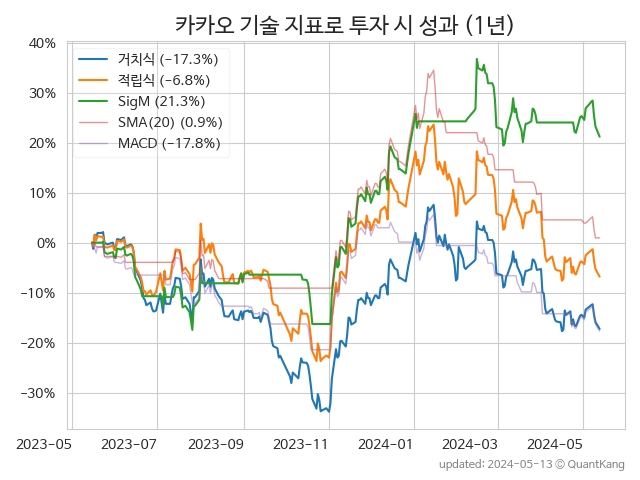 카카오 기술 지표로 투자 시 성과 (1년)
거치식 (−17.3%)
적립식 (−6.8%)
SigM (21.3%)
SMA(20) (0.9%)
MACD (−17.8%)
40%
30%
20%
10%
0%
−10%
−20%
−30%
2023-05 2023-07 2023-09 2023-11 2024-01 2024-03 2024-05
updated: 2024-05-13 ⓒ QuantKang